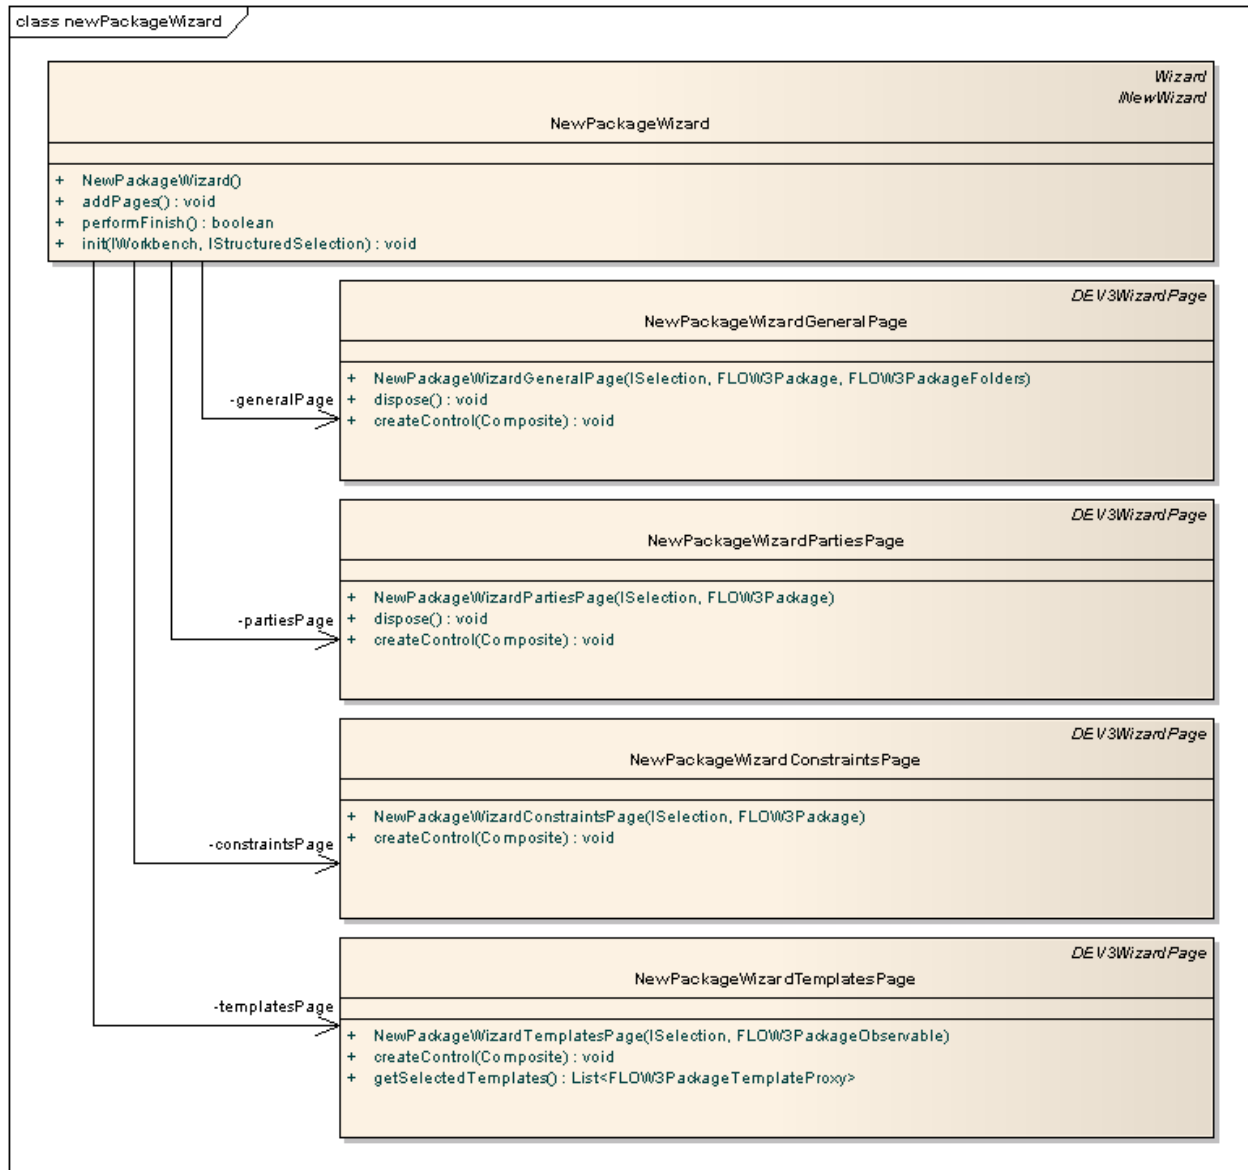 class newPackageWizard
Wizard
INewWizard
NewPackageWizard
+ NewPackageWizard()
+ addPages() : void
+ performFinish() : boolean
+ init(IWorkbench, IStructuredSelection) : void
DEV3WizardPage
NewPackageWizardGeneralPage
+ NewPackageWizardGeneralPage(ISelection, FLOW3Package, FLOW3PackageFolders)
-generalPage
+ dispose() : void
+ createControl(Composite) : void
DEV3WizardPage
NewPackageWizardPartiesPage
+ NewPackageWizardPartiesPage(ISelection, FLOW3Package)
-partiesPage
+ dispose() : void
+ createControl(Composite) : void
DEV3WizardPage
NewPackageWizardConstraintsPage
+ NewPackageWizardConstraintsPage(ISelection, FLOW3Package)
+ createControl(Composite) : void
-constraintsPage
DEV3WizardPage
NewPackageWizardTemplatesPage
-templatesPage
+ NewPackageWizardTemplatesPage(ISelection, FLOW3PackageObservable)
+ createControl(Composite) : void
+ getSelectedTemplates() : List<FLOW3PackageTemplateProxy>